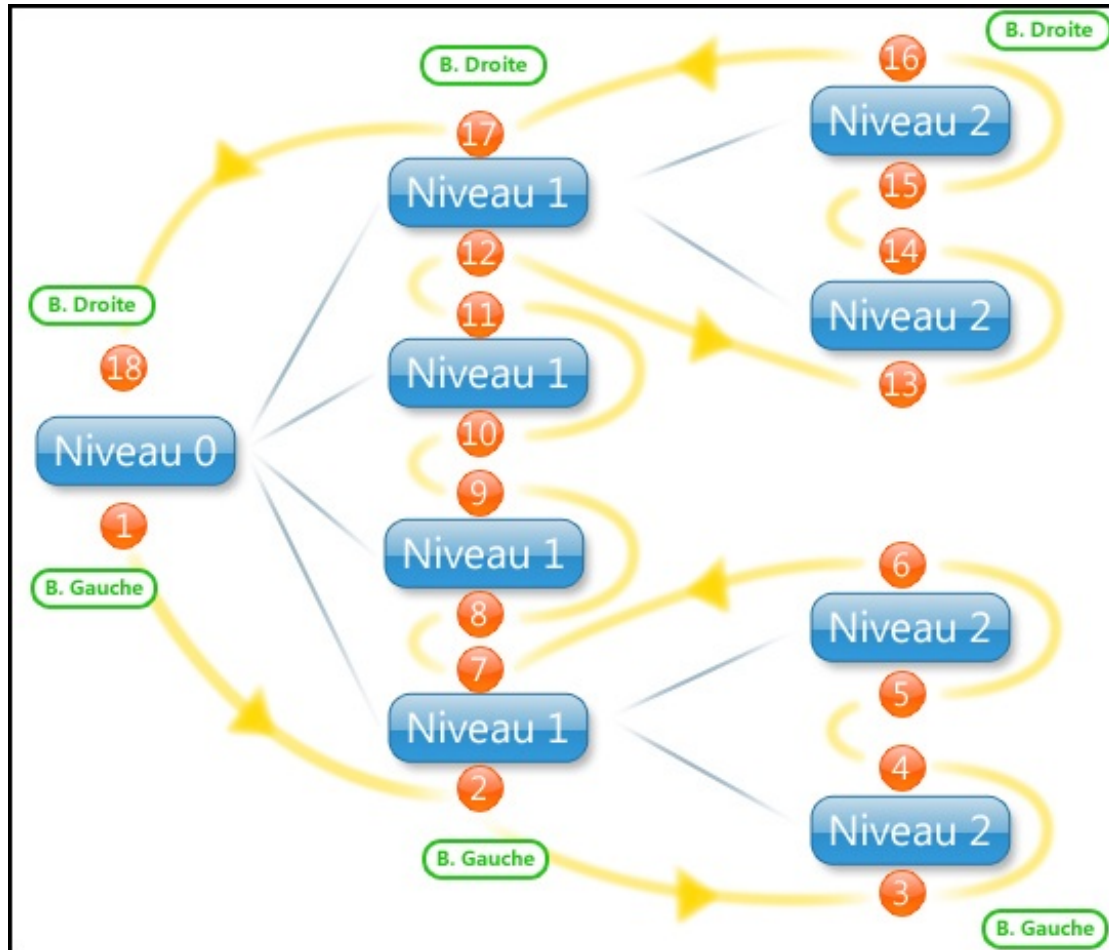 B. Droite
16
B. Droite
Niveau 2
17
15
Niveau 1
12
14
B. Droite
11
Niveau 2
18
Niveau 1
13
10
Niveau 0
9
1
Niveau 1
6
B. Gauche
8
Niveau 2
7
5
Niveau 1
4
2
Niveau 2
B. Gauche
3
B. Gauche